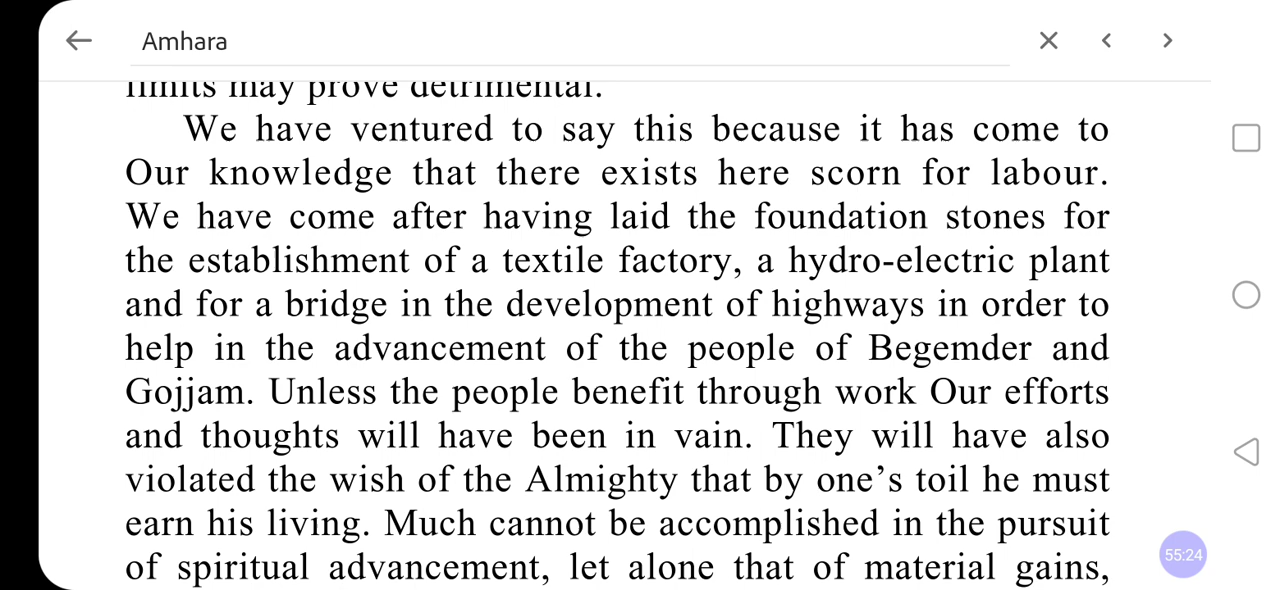 Amhara
limits may prove detrimental.
We have ventured to say this because it has come to
Our knowledge that there exists here scorn for labour.
We have come after having laid the foundation stones for
the establishment of a textile factory, a hydro-electric plant
and for a bridge in the development of highways in order to
help in the advancement of the people of Begemder and
Gojjam. Unless the people benefit through work Our efforts
and thoughts will have been in vain. They will have also
violated the wish of the Almighty that by one’s toil he must
earn his living. Much cannot be accomplished in the pursuit
of spiritual advancement, let alone that of material gains,
55:24